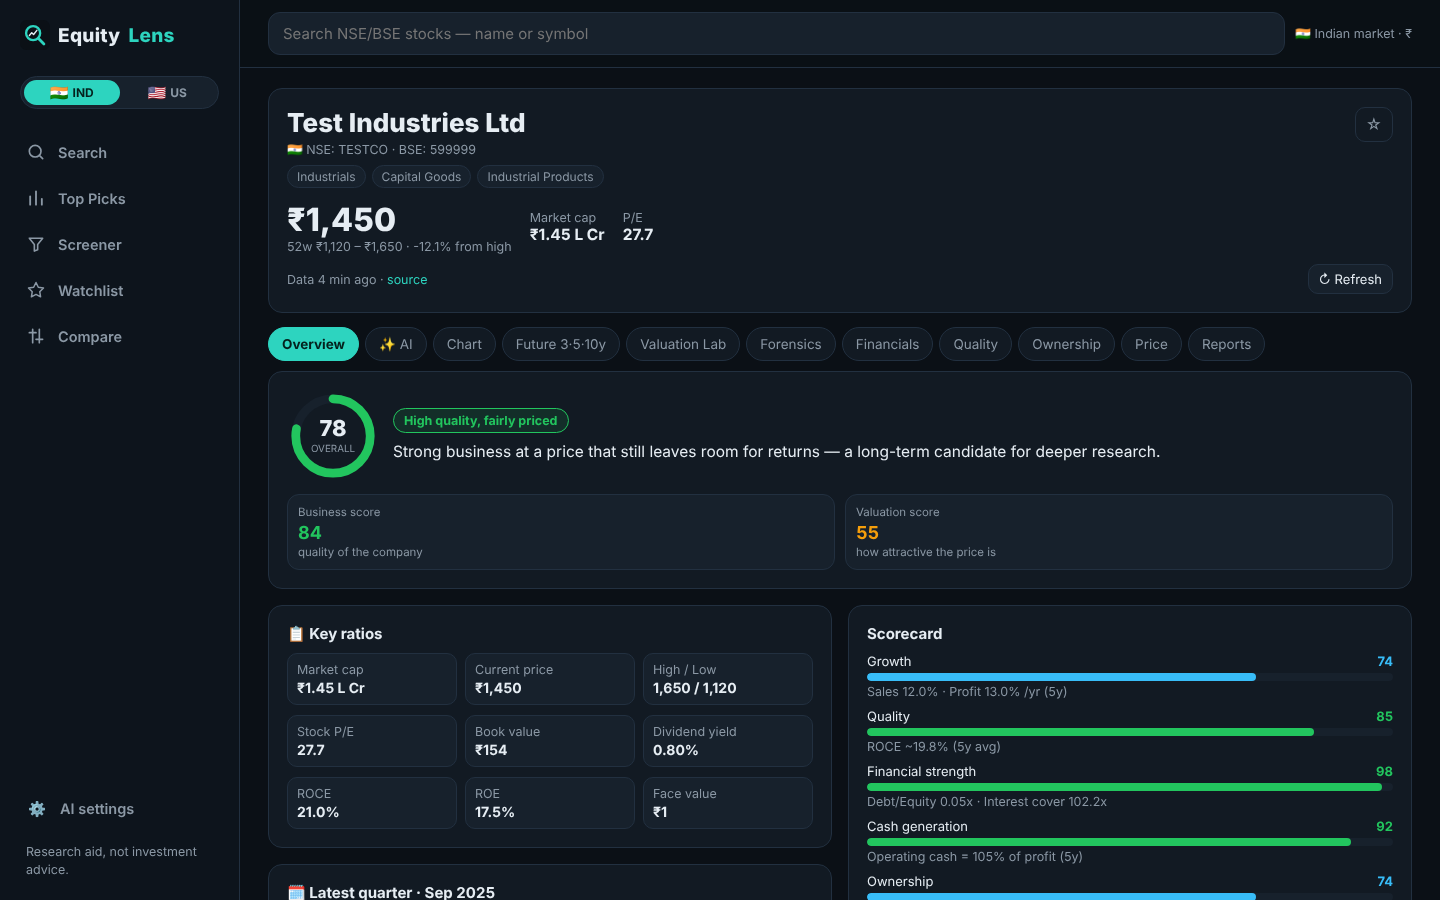 Equity Lens
IND
US
Search
Top Picks
Screener
Watchlist
Compare
AI settings
Research aid, not investment
advice.
Search NSE/BSE stocks — name or symbol
Indian market · ₹
Test Industries Ltd
NSE: TESTCO · BSE: 599999
Industrials Capital Goods Industrial Products
₹1,450
52w ₹1,120 – ₹1,650 · -12.1% from high
Market cap
₹1.45 L Cr
P/E
27.7
Data 4 min ago · source
↻ Refresh
Overview ✨ AI Chart Future 3·5·10y Valuation Lab Forensics Financials Quality Ownership Price Reports
78
OVERALL
High quality, fairly priced
Strong business at a price that still leaves room for returns — a long-term candidate for deeper research.
Business score
84
quality of the company
Valuation score
55
how attractive the price is
📋 Key ratios
Market cap
₹1.45 L Cr
Current price
₹1,450
High / Low
1,650 / 1,120
Stock P/E
27.7
Book value
₹154
Dividend yield
0.80%
ROCE
21.0%
ROE
17.5%
Face value
₹1
Latest quarter · Sep 2025
Scorecard
Growth 74
Sales 12.0% · Profit 13.0% /yr (5y)
Quality 85
ROCE ~19.8% (5y avg)
Financial strength 98
Debt/Equity 0.05x · Interest cover 102.2x
Cash generation 92
Operating cash = 105% of profit (5y)
Ownership 74